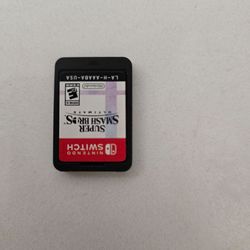 NINTENDO
SWITCH
SUPER
SMASH BROS
ULTIMATE
E
LA-H-AAABA-USA